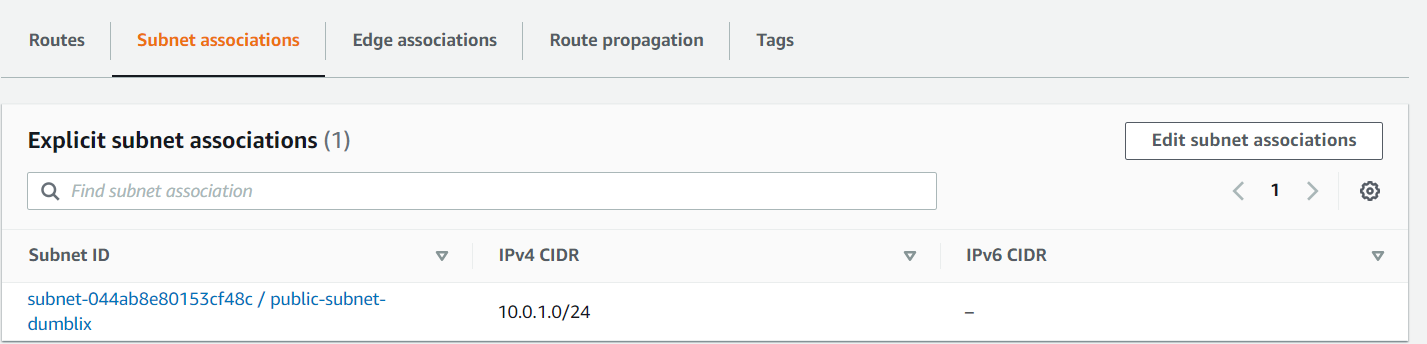 Routes Subnet associations Edge associations Route propagation Tags
Explicit subnet associations (1) Edit subnet associations
Find subnet association 1
Subnet ID IPv4 CIDR IPv6 CIDR
subnet-044ab8e80153cf48c / public-subnet-
dumblix 10.0.1.0/24 –